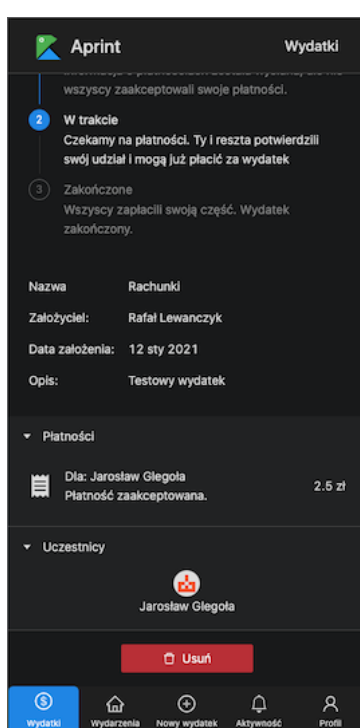 Aprint
Wydatki
wszyscy zaakceptowali swoje płatności.
2
W trakcie
Czekamy na płatności. Ty i reszta potwierdzili
swój udział i mogą już płacić za wydatek
3
Zakończone
Wszyscy zapłacili swoją część. Wydatek
zakończony.
Nazwa Rachunki
Założyciel: Rafał Lewanczyk
Data założenia: 12 sty 2021
Opis: Testowy wydatek
Płatności
Dla: Jarosław Glegoła
Płatność zaakceptowana.
2.5 zł
Uczestnicy
Jarosław Glegoła
Usuń
Wydatki Wydarzenia Nowy wydatek Aktywność Profil